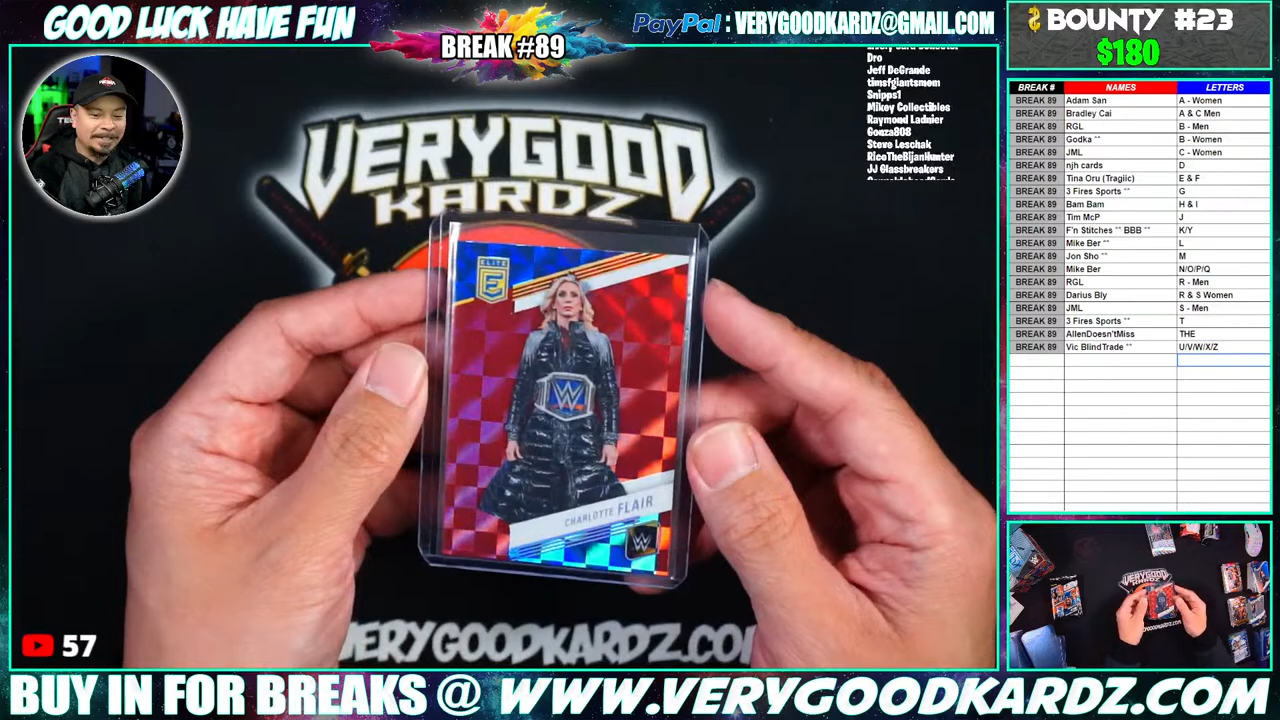 GOOD LUCK HAVE FUN
BREAK #89
PayPal : VERYGOODKARDZ@GMAIL.COM
BOUNTY #23
$180
Dro
Jeff DeGrande
timsfgiantsmom
Snipps1
Mikey Collectibles
Raymond Ladnier
Gonza808
Steve Leschak
RicoTheBijanHunter
JJ Glassbreakers
VERYGOOD
KARDZ
ELITE
E
W
CHARLOTTE FLAIR
W
VERYGOODKARDZ.CO
57
BREAK # NAMES LETTERS
BREAK 89 Adam San A - Women
BREAK 89 Bradley Cai A & C Men
BREAK 89 RGL B - Men
BREAK 89 Godka ** B - Women
BREAK 89 JML C - Women
BREAK 89 njh cards D
BREAK 89 Tina Oru (Tragiic) E & F
BREAK 89 3 Fires Sports ** G
BREAK 89 Bam Bam H & I
BREAK 89 Tim McP J
BREAK 89 F'n Stitches ** BBB ** K/Y
BREAK 89 Mike Ber ** L
BREAK 89 Jon Sho ** M
BREAK 89 Mike Ber N/O/P/Q
BREAK 89 RGL R - Men
BREAK 89 Darius Bly R & S Women
BREAK 89 JML S - Men
BREAK 89 3 Fires Sports ** T
BREAK 89 AllenDoesn'tMiss THE
BREAK 89 Vic BlindTrade ** U/V/W/X/Z
VERYGOOD
BUY IN FOR BREAKS @ WWW.VERYGOODKARDZ.COM